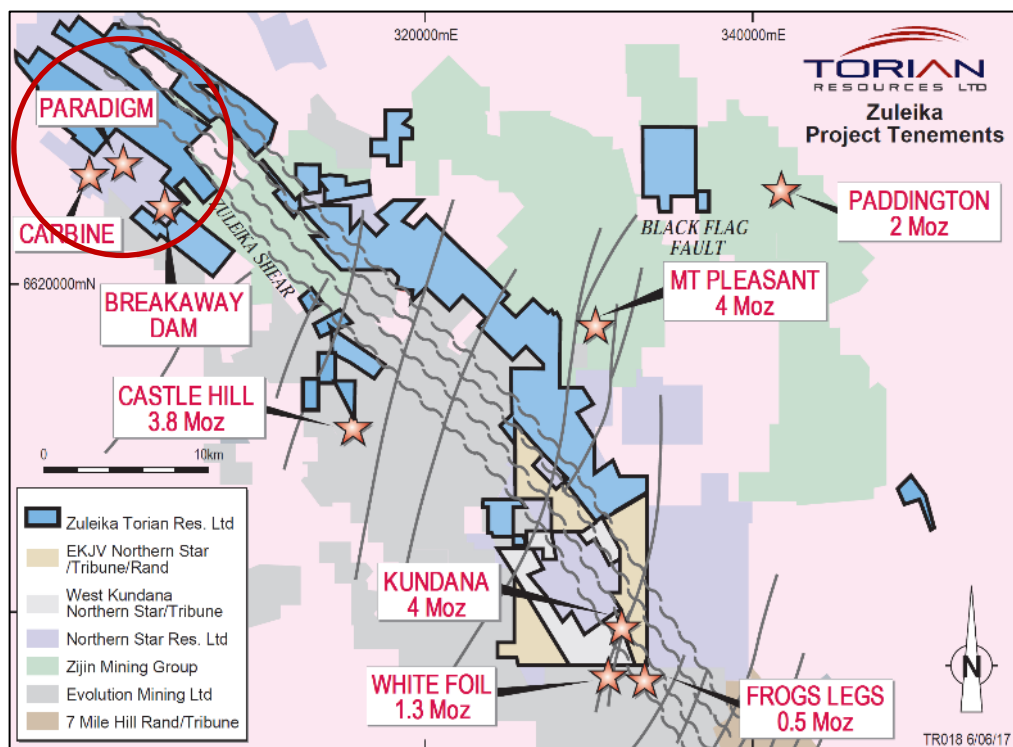 320000mE
340000mE
TORIAN
RESOURCES LTD
Zuleika
Project Tenements
PARADIGM
CARBINE
BREAKAWAY
DAM
ZULEIKA SHEAR
BLACK FLAG
FAULT
PADDINGTON
2 Moz
6620000mN
MT PLEASANT
4 Moz
CASTLE HILL
3.8 Moz
0
10km
Zuleika Torian Res. Ltd
EKJV Northern Star
/Tribune/Rand
West Kundana
Northern Star/Tribune
Northern Star Res. Ltd
Zijin Mining Group
Evolution Mining Ltd
7 Mile Hill Rand/Tribune
KUNDANA
4 Moz
WHITE FOIL
1.3 Moz
FROGS LEGS
0.5 Moz
N
TR018 6/06/17